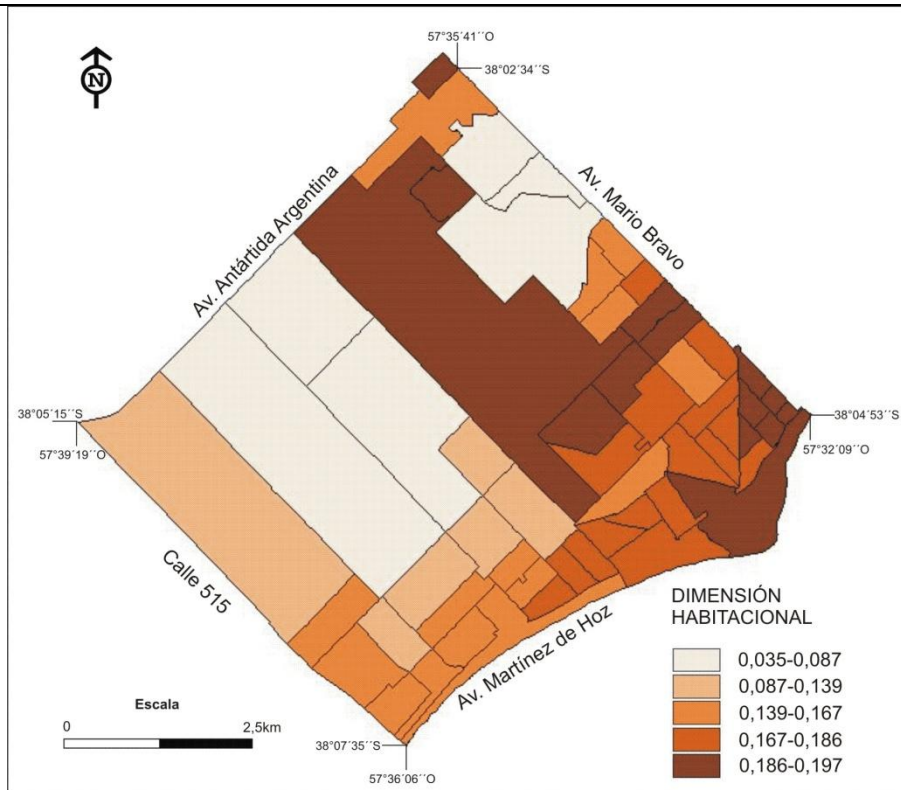 57°35´41´´O
38°02´34´´S
N
Av. Mario Bravo
Av. Antártida Argentina
38°05´15´´S
57°39´19´´O
38°04´53´´S
57°32´09´´O
Calle 515
Av. Martínez de Hoz
DIMENSIÓN
HABITACIONAL
0,035-0,087
0,087-0,139
0,139-0,167
0,167-0,186
0,186-0,197
Escala
0 2,5km
38°07´35´´S
57°36´06´´O